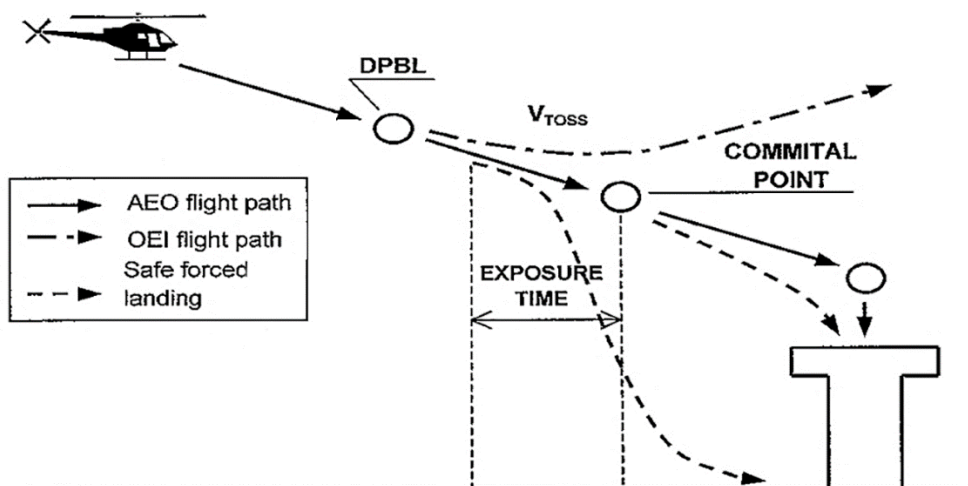 DPBL
VTOSS
COMMITAL
POINT
AEO flight path
OEI flight path
Safe forced
landing
EXPOSURE
TIME